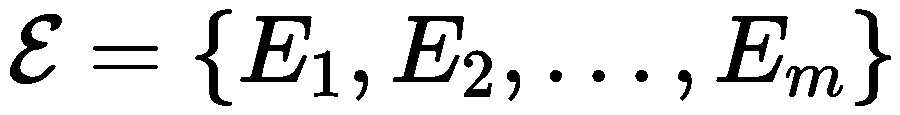 ℰ = {E₁, E₂, . . . , Eₘ}